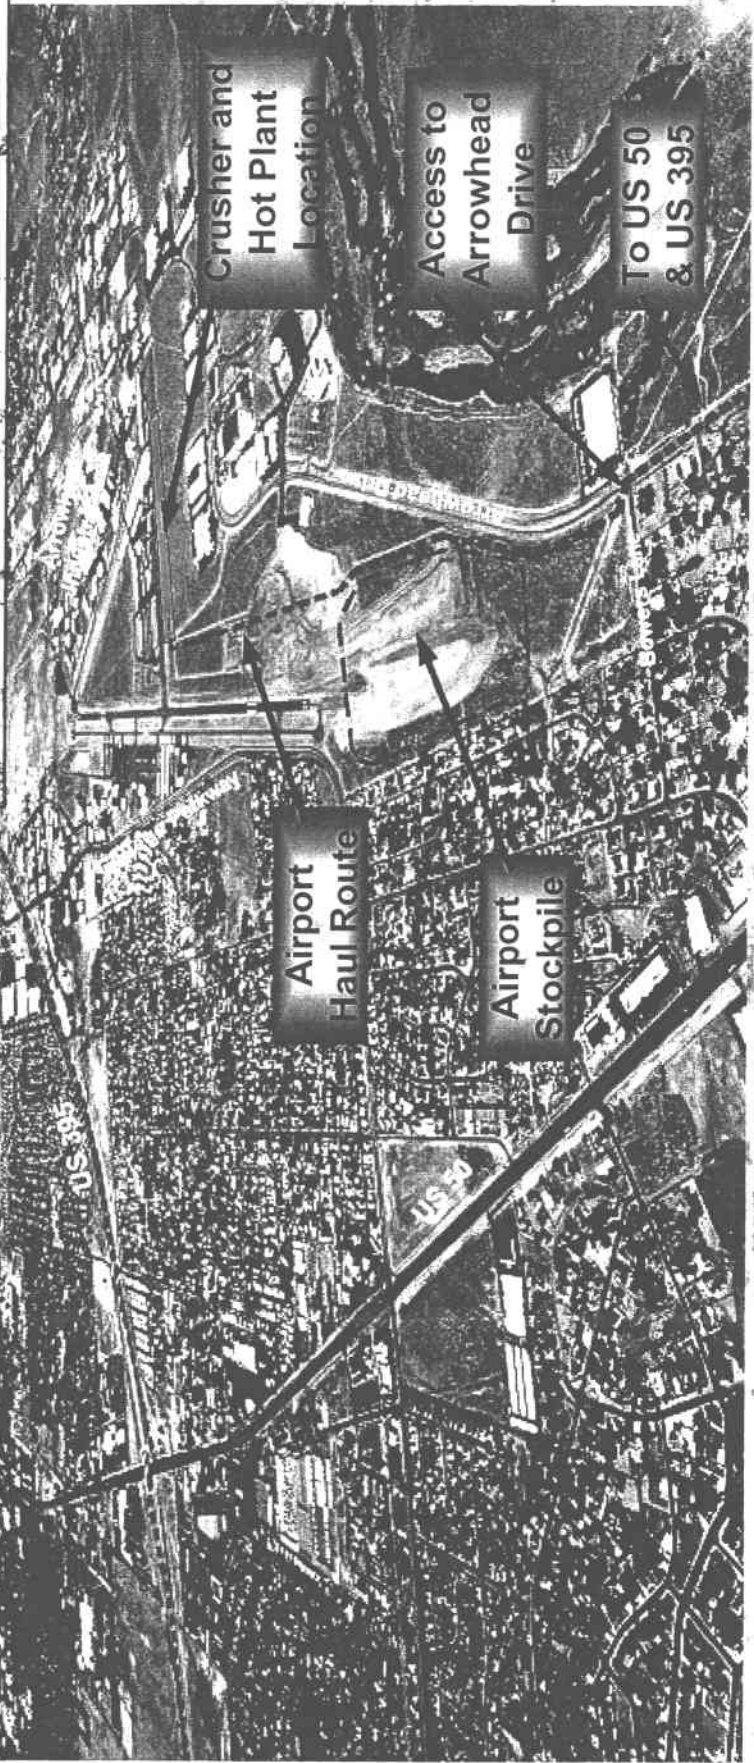 Crusher and
Hot Plant
Location
Access to
Arrowhead
Drive
To US 50
& US 395
Airport
Haul Route
Airport
Stockpile
US 395
US 50